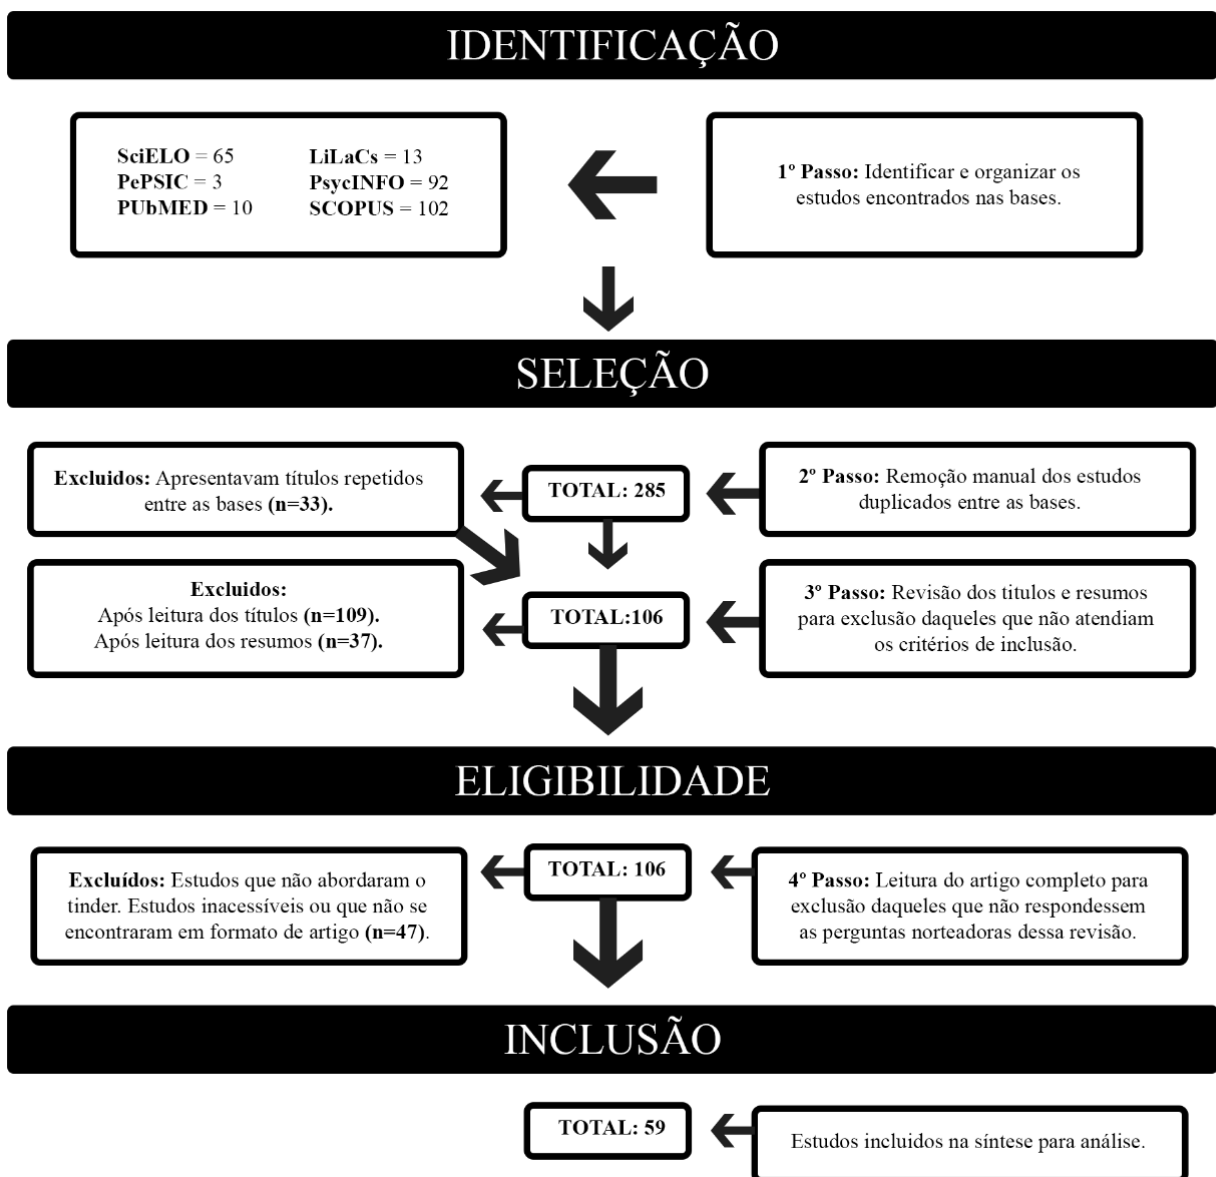 IDENTIFICAÇÃO
SciELO = 65
PePSIC = 3
PUbMED = 10
LiLaCs = 13
PsycINFO = 92
SCOPUS = 102
1º Passo: Identificar e organizar os
estudos encontrados nas bases.
SELEÇÃO
Excluidos: Apresentavam títulos repetidos
entre as bases (n=33).
TOTAL: 285
2º Passo: Remoção manual dos estudos
duplicados entre as bases.
Excluidos:
Após leitura dos títulos (n=109).
Após leitura dos resumos (n=37).
TOTAL:106
3º Passo: Revisão dos titulos e resumos
para exclusão daqueles que não atendiam
os critérios de inclusão.
ELIGIBILIDADE
Excluídos: Estudos que não abordaram o
tinder. Estudos inacessíveis ou que não se
encontraram em formato de artigo (n=47).
TOTAL: 106
4º Passo: Leitura do artigo completo para
exclusão daqueles que não respondessem
as perguntas norteadoras dessa revisão.
INCLUSÃO
TOTAL: 59
Estudos incluidos na síntese para análise.